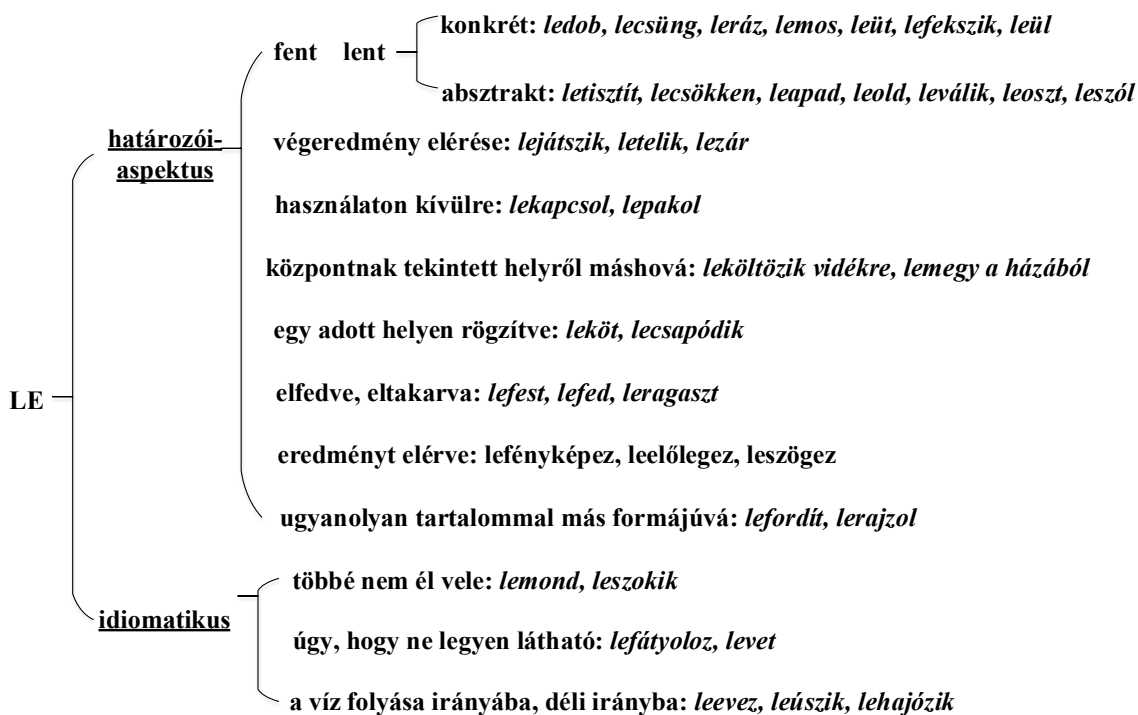 konkrét: ledob, lecsüng, leráz, lemos, leüt, lefekszik, leül
fent lent
absztrakt: letisztít, lecsökken, leapad, leold, leválik, leoszt, leszól
határozói-
aspektus
végeredmény elérése: lejátszik, letelik, lezár
használaton kívülre: lekapcsol, lepakol
központnak tekintett helyről máshová: leköltözik vidékre, lemegy a házából
egy adott helyen rögzítve: leköt, lecsapódik
elfedve, eltakarva: lefest, lefed, leragaszt
LE
eredményt elérve: lefényképez, leelőlegez, leszögez
ugyanolyan tartalommal más formájúvá: lefordít, lerajzol
többé nem él vele: lemond, leszokik
idiomatikus
úgy, hogy ne legyen látható: lefátyoloz, levet
a víz folyása irányába, déli irányba: leevez, leúszik, lehajózik